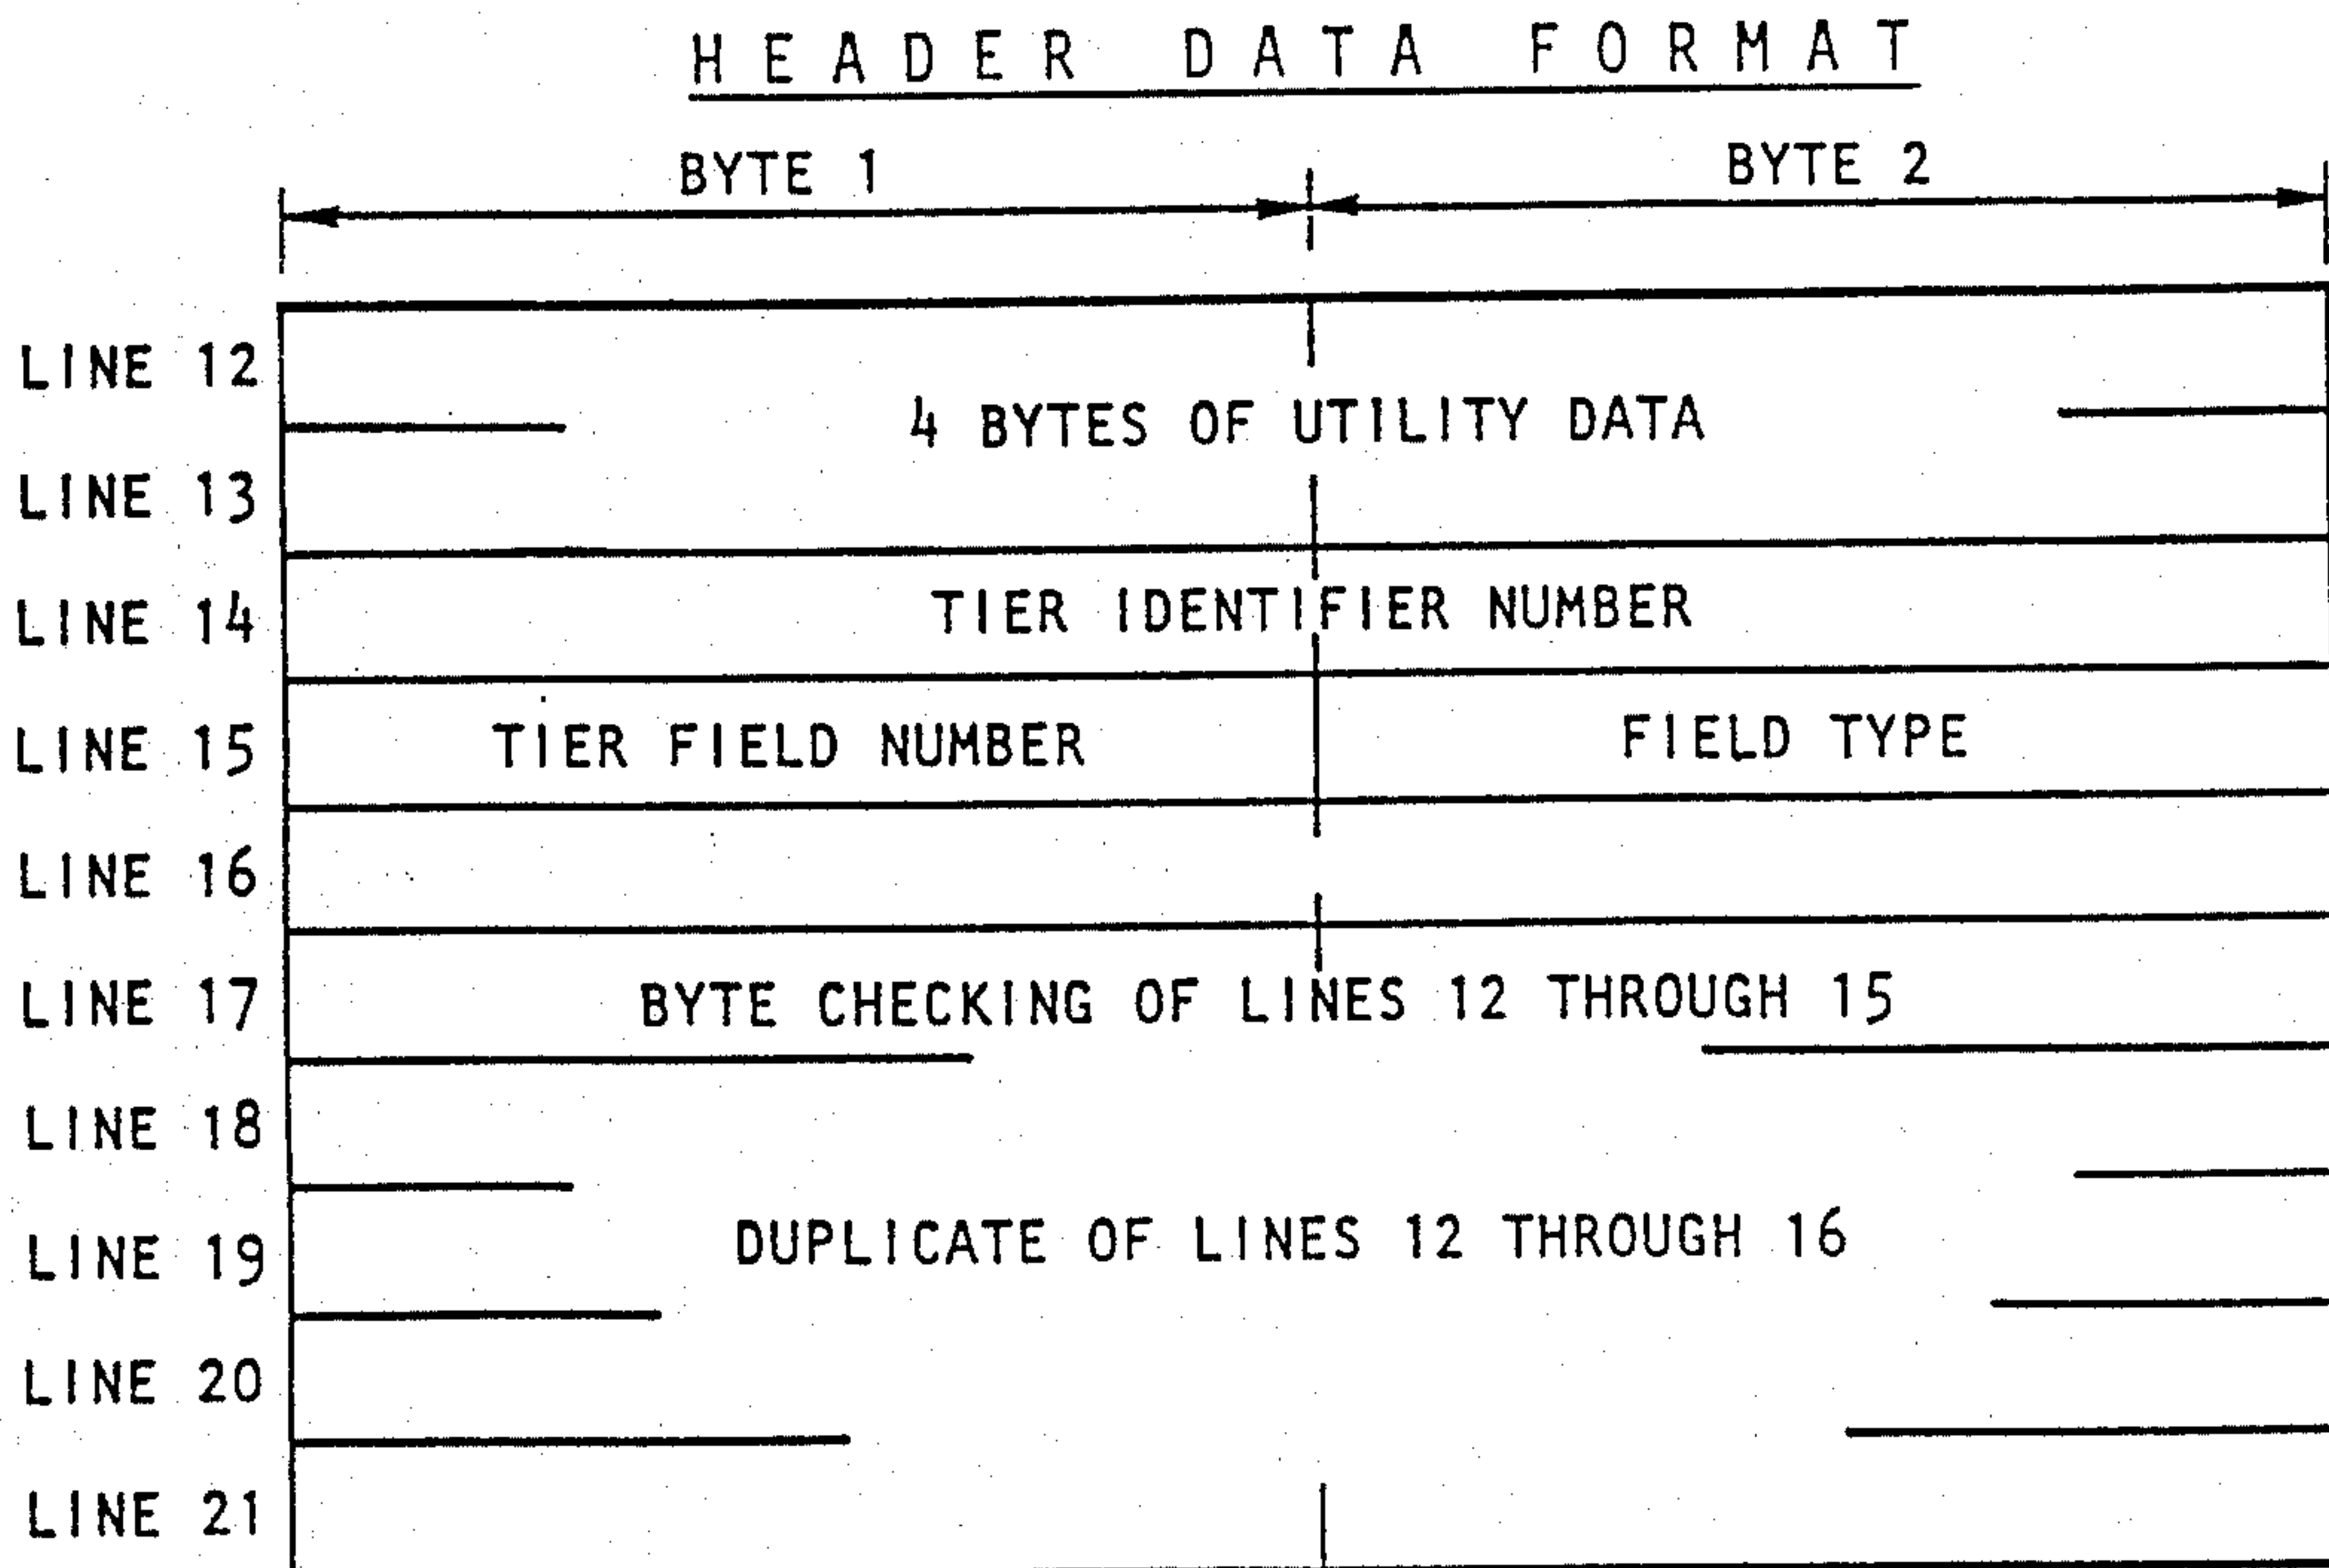 HEADER DATA FORMAT
BYTE 1 BYTE 2
LINE 12
4 BYTES OF UTILITY DATA
LINE 13
LINE 14 TIER IDENTIFIER NUMBER
LINE 15 TIER FIELD NUMBER FIELD TYPE
LINE 16
LINE 17 BYTE CHECKING OF LINES 12 THROUGH 15
LINE 18
LINE 19 DUPLICATE OF LINES 12 THROUGH 16
LINE 20
LINE 21